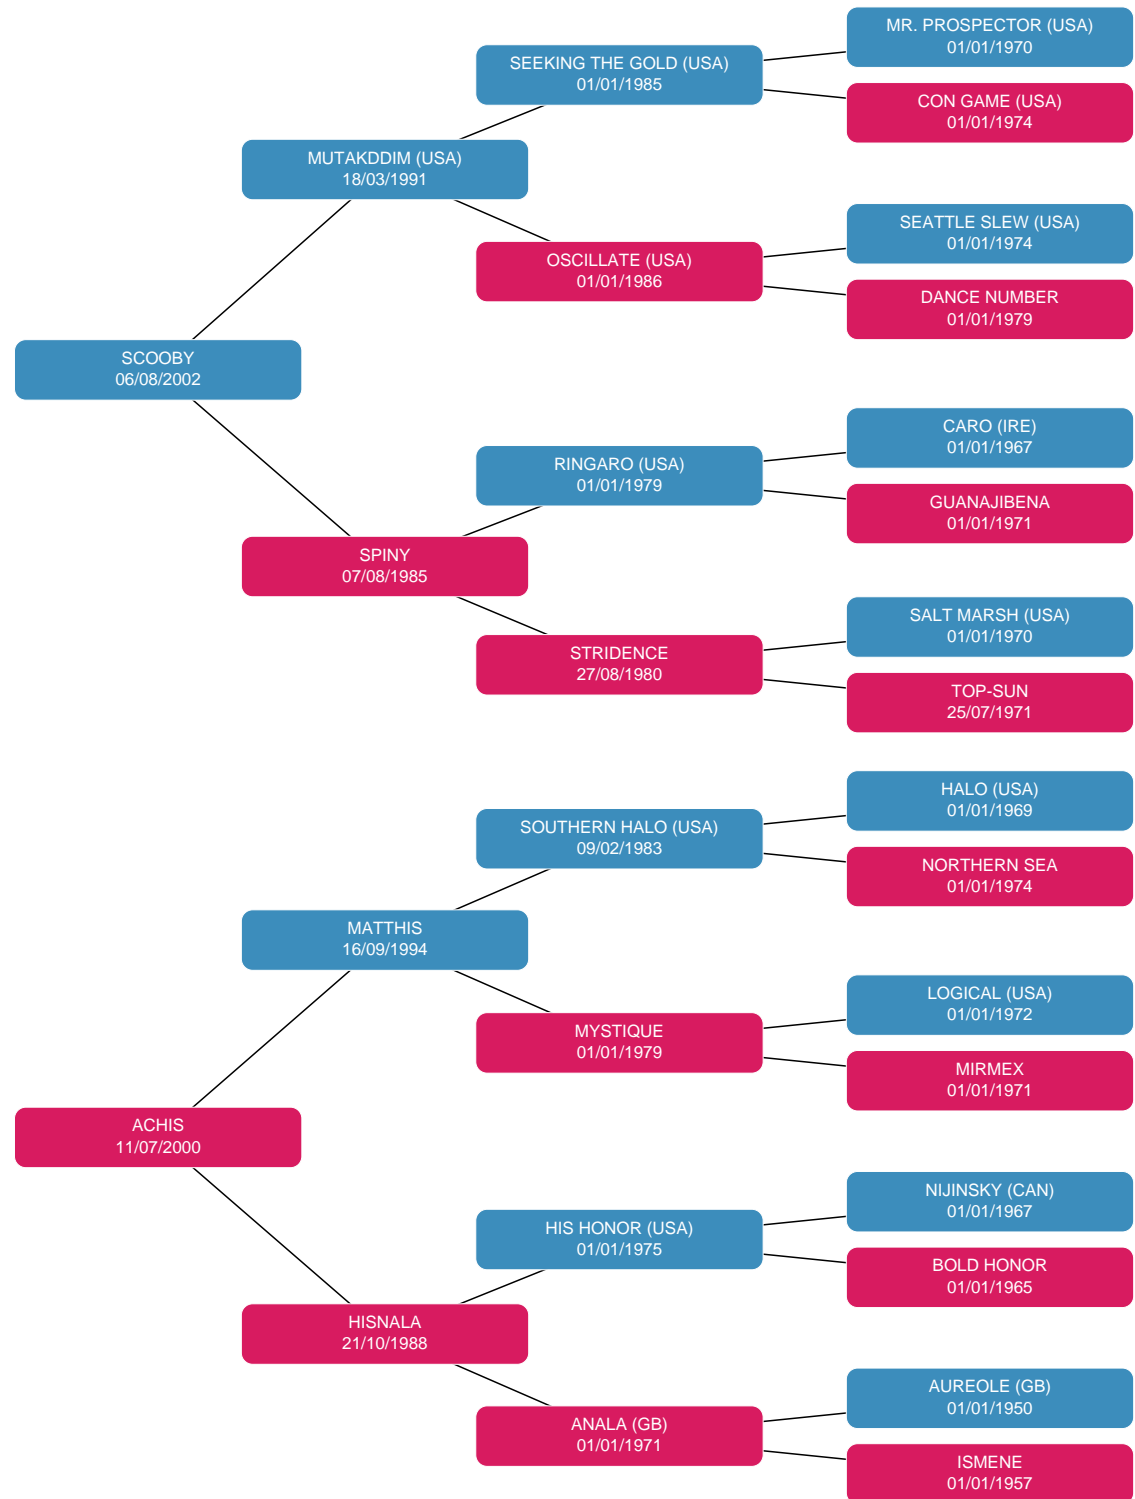 MR. PROSPECTOR (USA)
01/01/1970
SEEKING THE GOLD (USA)
01/01/1985
CON GAME (USA)
01/01/1974
MUTAKDDIM (USA)
18/03/1991
SEATTLE SLEW (USA)
01/01/1974
OSCILLATE (USA)
01/01/1986
DANCE NUMBER
01/01/1979
SCOOBY
06/08/2002
CARO (IRE)
01/01/1967
RINGARO (USA)
01/01/1979
GUANAJIBENA
01/01/1971
SPINY
07/08/1985
SALT MARSH (USA)
01/01/1970
STRIDENCE
27/08/1980
TOP-SUN
25/07/1971
HALO (USA)
01/01/1969
SOUTHERN HALO (USA)
09/02/1983
NORTHERN SEA
01/01/1974
MATTHIS
16/09/1994
LOGICAL (USA)
01/01/1972
MYSTIQUE
01/01/1979
MIRMEX
01/01/1971
ACHIS
11/07/2000
NIJINSKY (CAN)
01/01/1967
HIS HONOR (USA)
01/01/1975
BOLD HONOR
01/01/1965
HISNALA
21/10/1988
AUREOLE (GB)
01/01/1950
ANALA (GB)
01/01/1971
ISMENE
01/01/1957